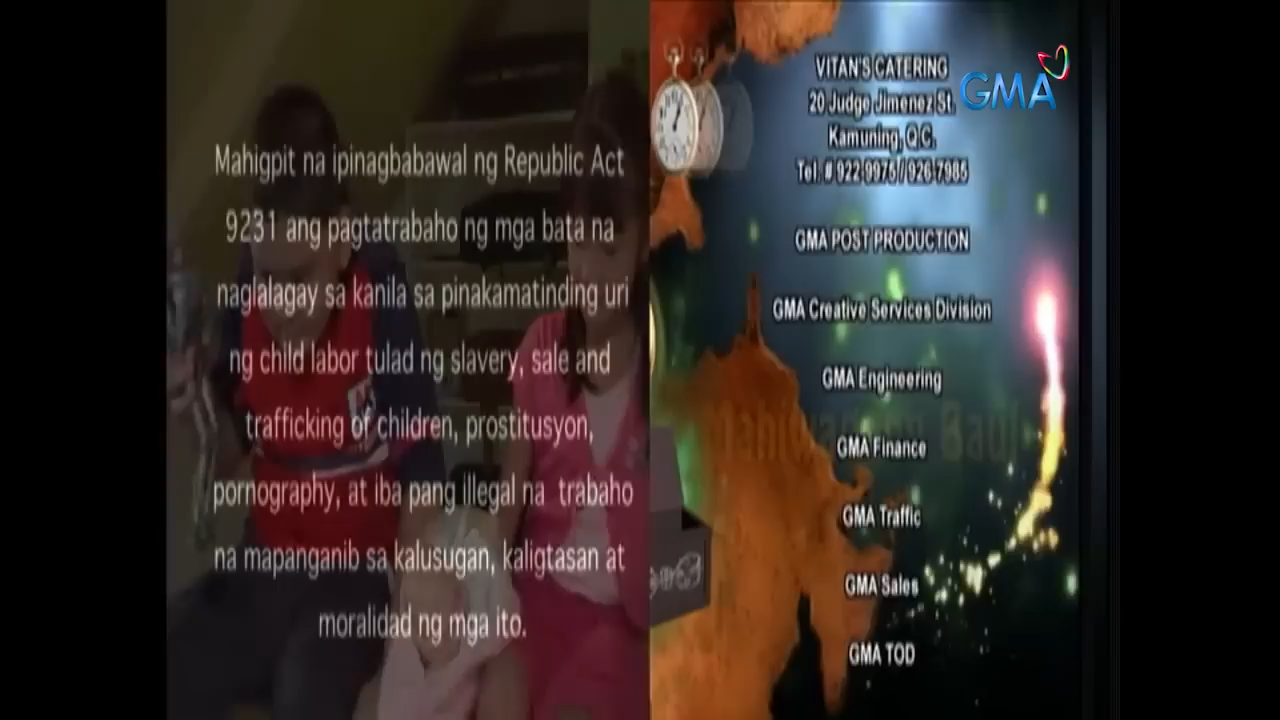 Mahigpit na ipinagbabawal ng Republic Act
9231 ang pagtatrabaho ng mga bata na
naglalagay sa kanila sa pinakamatinding uri
ng child labor tulad ng slavery, sale and
trafficking of children, prostitusyon,
pornography, at iba pang illegal na trabaho
na mapanganib sa kalusugan, kaligtasan at
moralidad ng mga ito.
GMA
VITAN'S CATERING
20 Judge Jimenez St.
Kamuning, Q.C.
Tel. # 922-9975 / 926-7985
GMA POST PRODUCTION
GMA Creative Services Division
GMA Engineering
GMA Finance
GMA Traffic
GMA Sales
GMA TOD